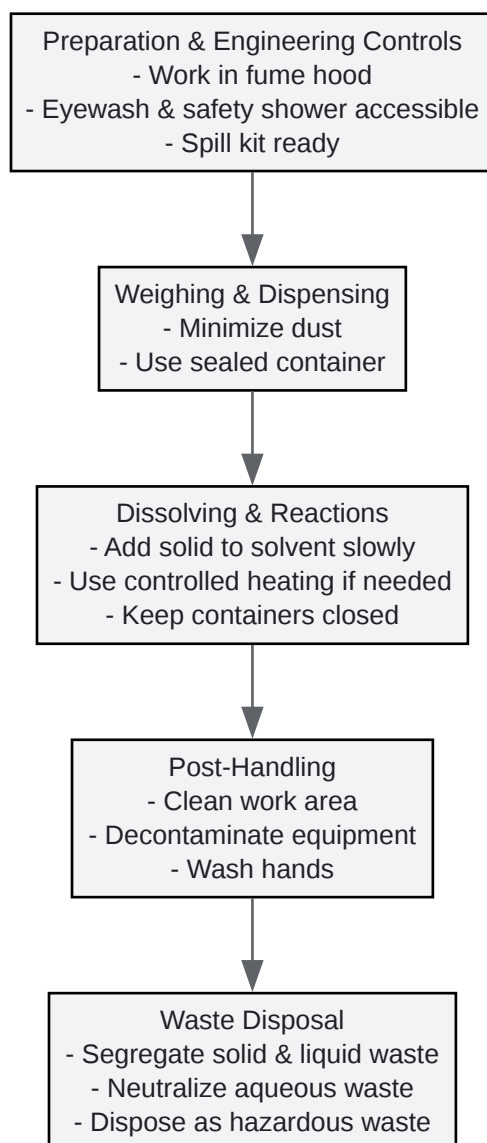 Preparation & Engineering Controls
- Work in fume hood
- Eyewash & safety shower accessible
- Spill kit ready
Weighing & Dispensing
- Minimize dust
- Use sealed container
Dissolving & Reactions
- Add solid to solvent slowly
- Use controlled heating if needed
- Keep containers closed
Post-Handling
- Clean work area
- Decontaminate equipment
- Wash hands
Waste Disposal
- Segregate solid & liquid waste
- Neutralize aqueous waste
- Dispose as hazardous waste